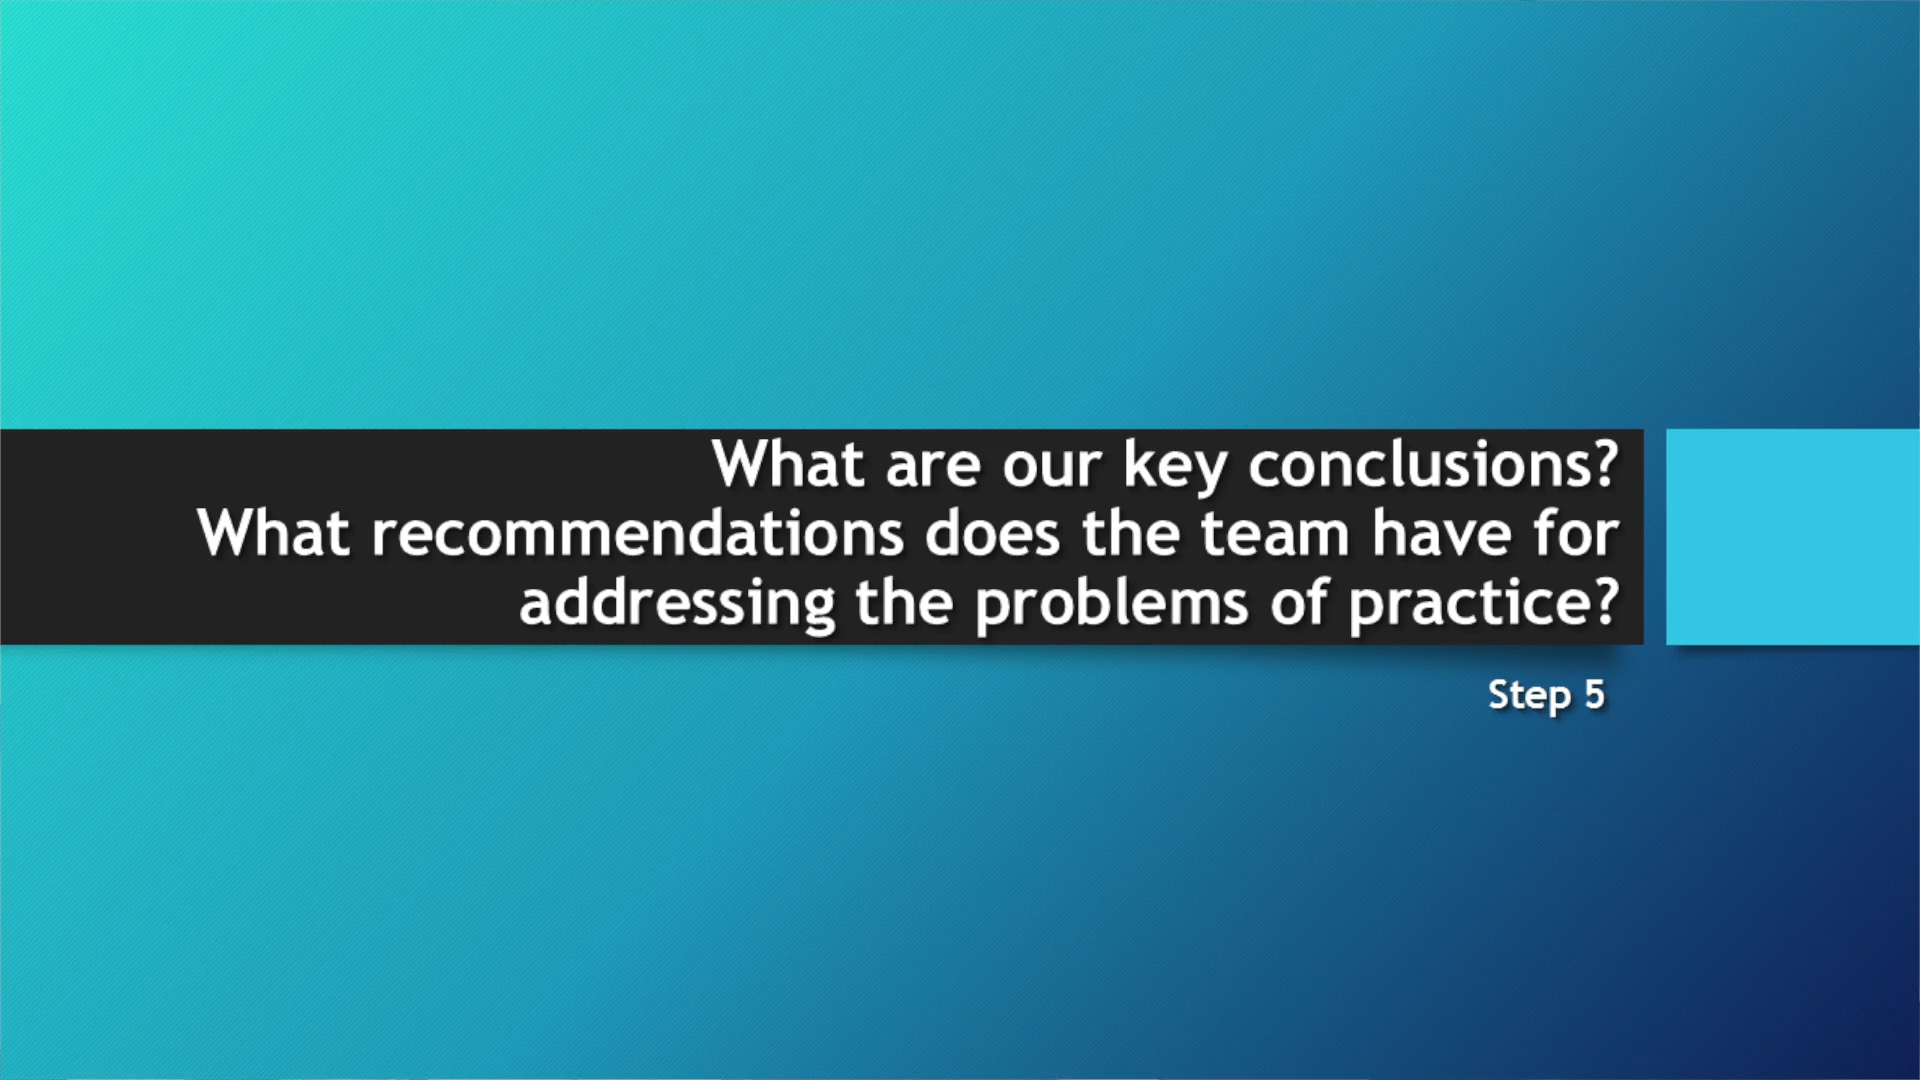 What are our key conclusions?
What recommendations does the team have for
addressing the problems of practice?
Step 5